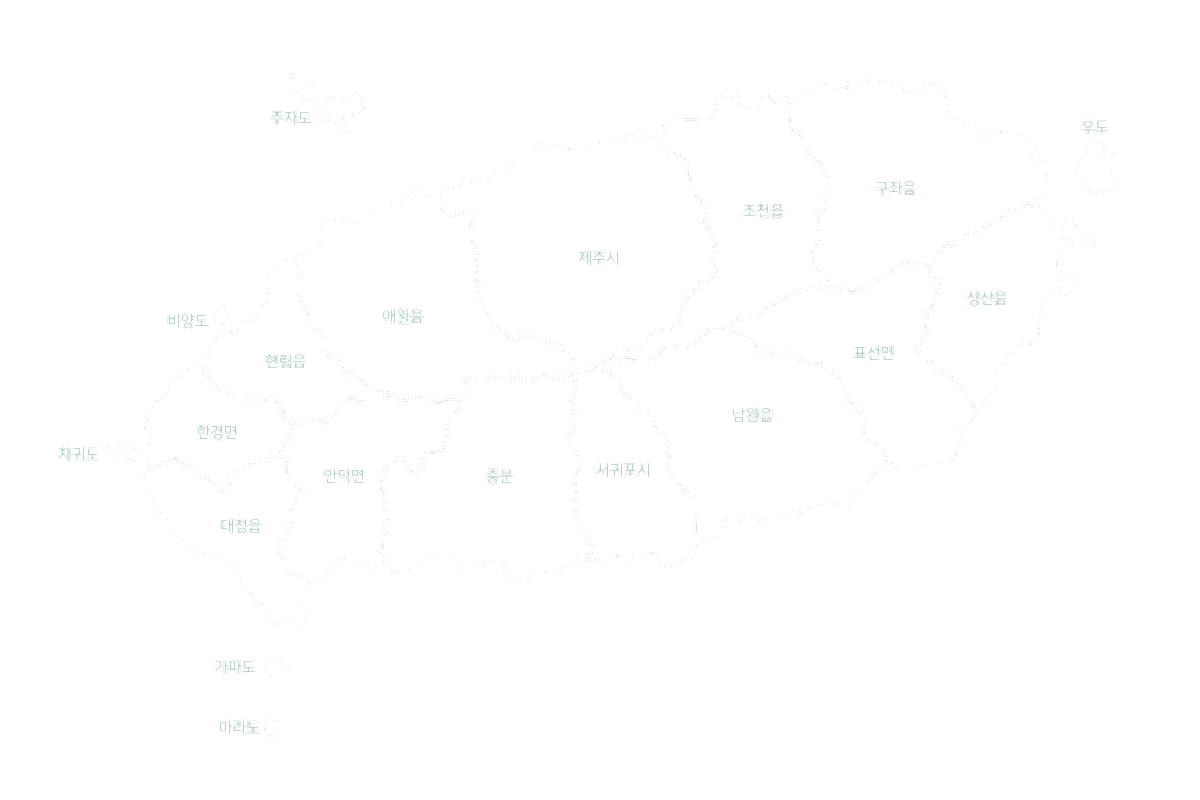 추자도
우도
구좌읍
조천읍
제주시
성산읍
애월읍
비양도
표선면
한림읍
남원읍
한경면
채귀도
서귀포시
안덕면
중문
대정읍
가파도
마라도